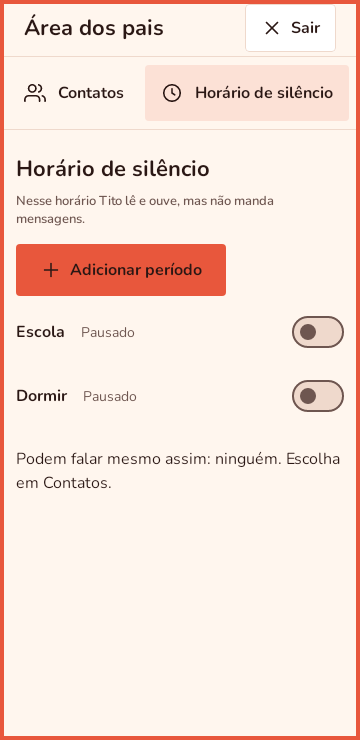 Área dos pais
Sair
Contatos
Horário de silêncio
Horário de silêncio
Nesse horário Tito lê e ouve, mas não manda
mensagens.
Adicionar período
Escola Pausado
Dormir Pausado
Podem falar mesmo assim: ninguém. Escolha
em Contatos.